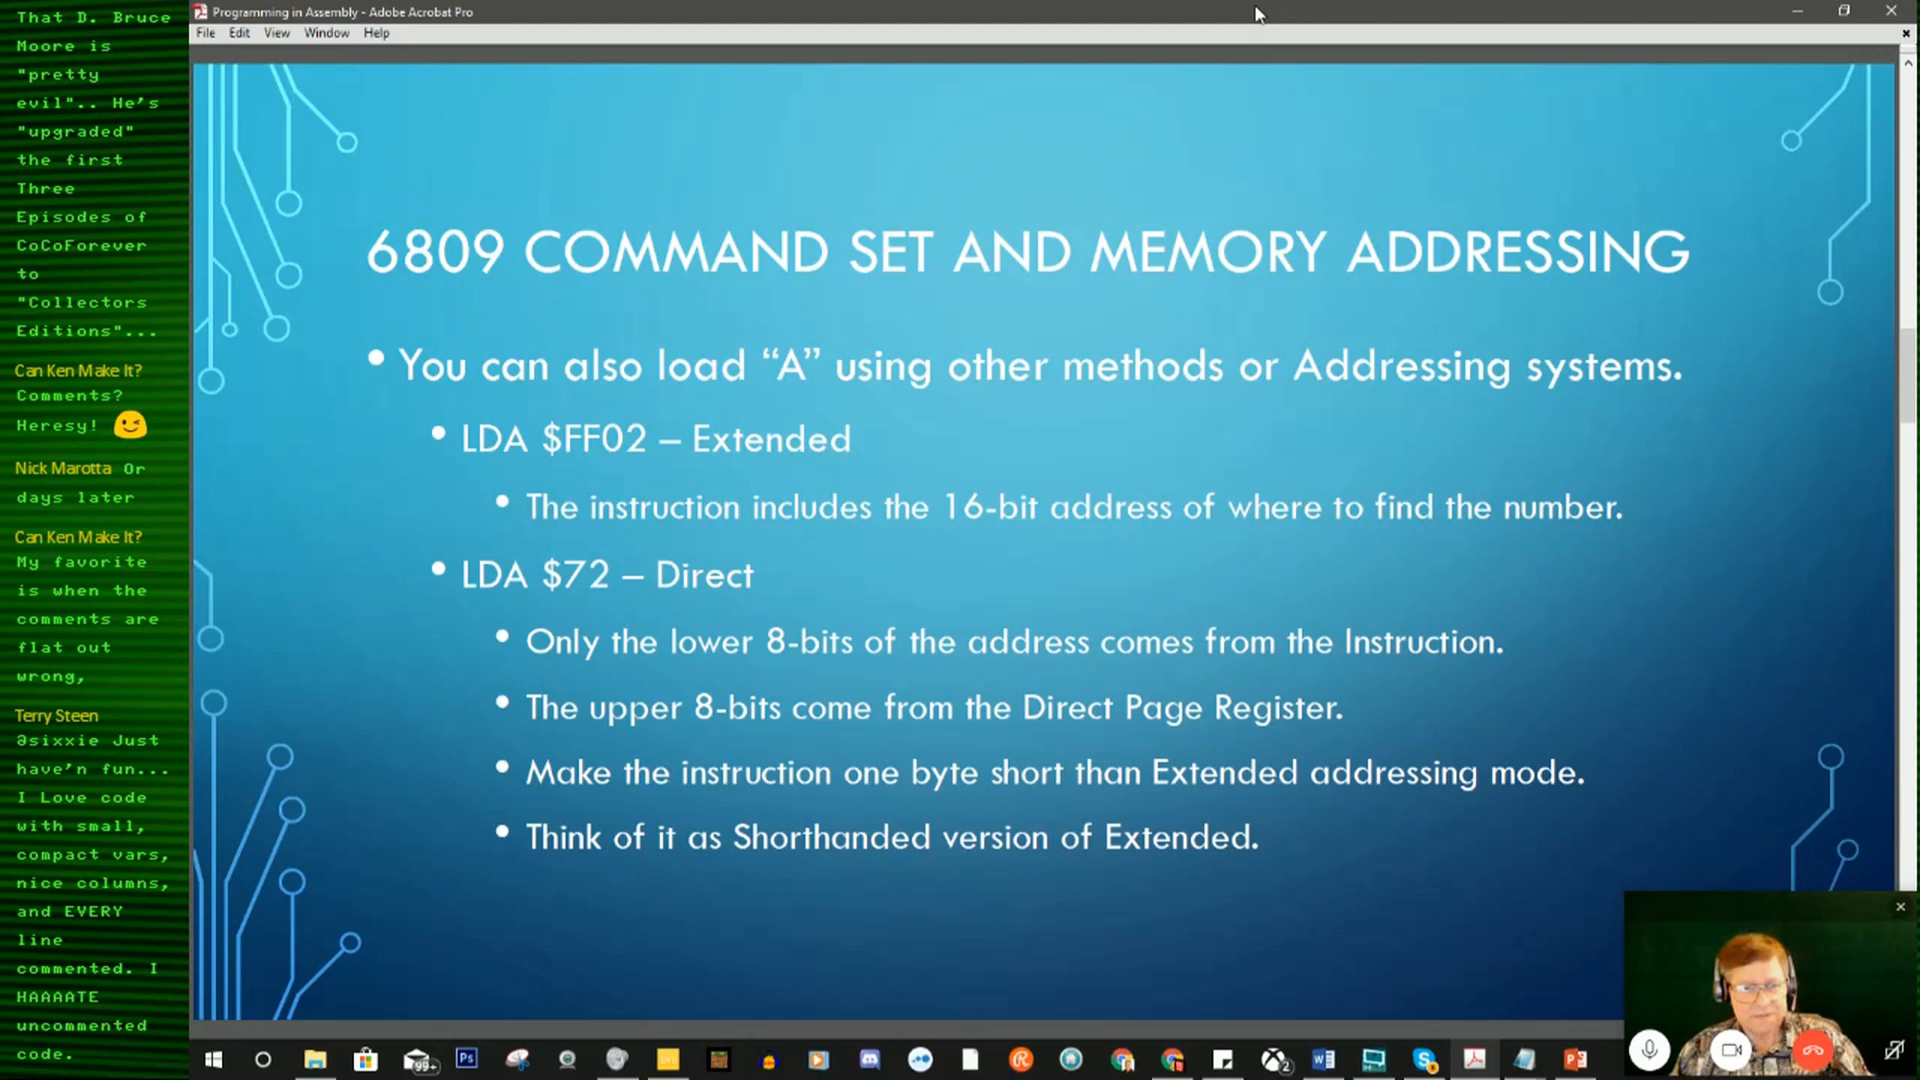 That D. Bruce
Moore is
"pretty
evil".. He's
"upgraded"
the first
Three
Episodes of
CoCoForever
to
"Collectors
Editions"...
Can Ken Make It?
Comments?
Heresy!
Nick Marotta Or
days later
Can Ken Make It?
My favorite
is when the
comments are
flat out
wrong,
Terry Steen
@sixxie Just
have'n fun...
I Love code
with small,
compact vars,
nice columns,
and EVERY
line
commented. I
HAAAATE
uncommented
code.
Programming in Assembly - Adobe Acrobat Pro
File Edit View Window Help
6809 COMMAND SET AND MEMORY ADDRESSING
• You can also load “A” using other methods or Addressing systems.
• LDA $FF02 – Extended
• The instruction includes the 16-bit address of where to find the number.
• LDA $72 – Direct
• Only the lower 8-bits of the address comes from the Instruction.
• The upper 8-bits come from the Direct Page Register.
• Make the instruction one byte short than Extended addressing mode.
• Think of it as Shorthanded version of Extended.
99+
Ps
2